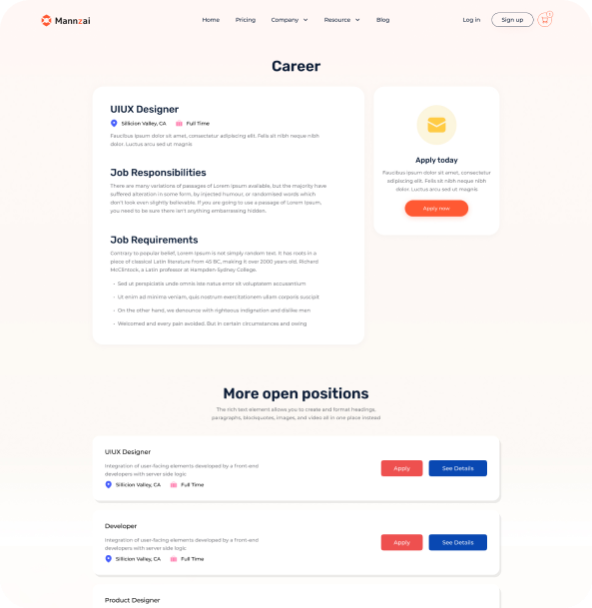 Mannzai
Home Pricing Company Resource Blog Log in Sign up
Career
UIUX Designer
Sillicion Valley, CA Full Time
Faucibus ipsum dolor sit amet, consectetur adipiscing elit. Felis sit nibh neque nibh
dolor. Luctus arcu sed ut magnis
Job Responsibilities
There are many variations of passages of Lorem Ipsum available, but the majority have
suffered alteration in some form, by injected humour, or randomised words which
don't look even slightly believable. If you are going to use a passage of Lorem Ipsum,
you need to be sure there isn't anything embarrassing hidden.
Job Requirements
Contrary to popular belief, Lorem Ipsum is not simply random text. It has roots in a
piece of classical Latin literature from 45 BC, making it over 2000 years old. Richard
McClintock, a Latin professor at Hampden-Sydney College.
- Sed ut perspiciatis unde omnis iste natus error sit voluptatem accusantium
- Ut enim ad minima veniam, quis nostrum exercitationem ullam corporis suscipit
- On the other hand, we denounce with righteous indignation and dislike men
- Welcomed and every pain avoided. But in certain circumstances and owing
Apply today
Faucibus ipsum dolor sit amet, consectetur
adipiscing elit. Felis sit nibh neque nibh
dolor. Luctus arcu sed ut magnis
Apply now
More open positions
The rich text element allows you to create and format headings,
paragraphs, blockquotes, images, and video all in one place instead
UIUX Designer
Integration of user-facing elements developed by a front-end
developers with server side logic
Sillicion Valley, CA Full Time
Apply See Details
Developer
Integration of user-facing elements developed by a front-end
developers with server side logic
Sillicion Valley, CA Full Time
Apply See Details
Product Designer